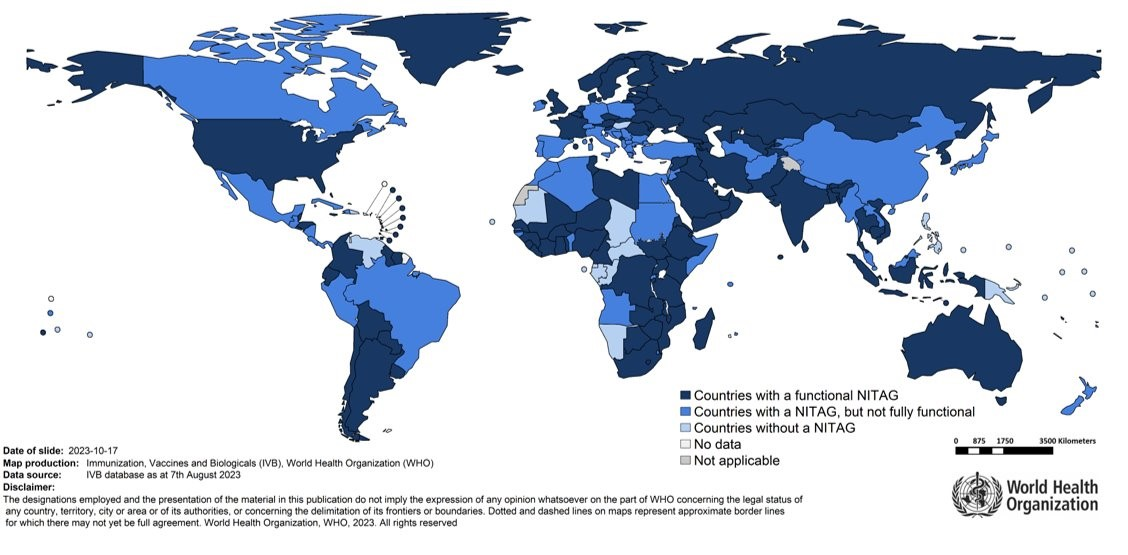 Countries with a functional NITAG
Countries with a NITAG, but not fully functional
Countries without a NITAG
No data
Not applicable
0 875 1750 3500 Kilometers
Date of slide: 2023-10-17
Map production: Immunization, Vaccines and Biologicals (IVB), World Health Organization (WHO)
Data source: IVB database as at 7th August 2023
Disclaimer:
The designations employed and the presentation of the material in this publication do not imply the expression of any opinion whatsoever on the part of WHO concerning the legal status of
any country, territory, city or area or of its authorities, or concerning the delimitation of its frontiers or boundaries. Dotted and dashed lines on maps represent approximate border lines
for which there may not yet be full agreement. World Health Organization, WHO, 2023. All rights reserved
World Health
Organization